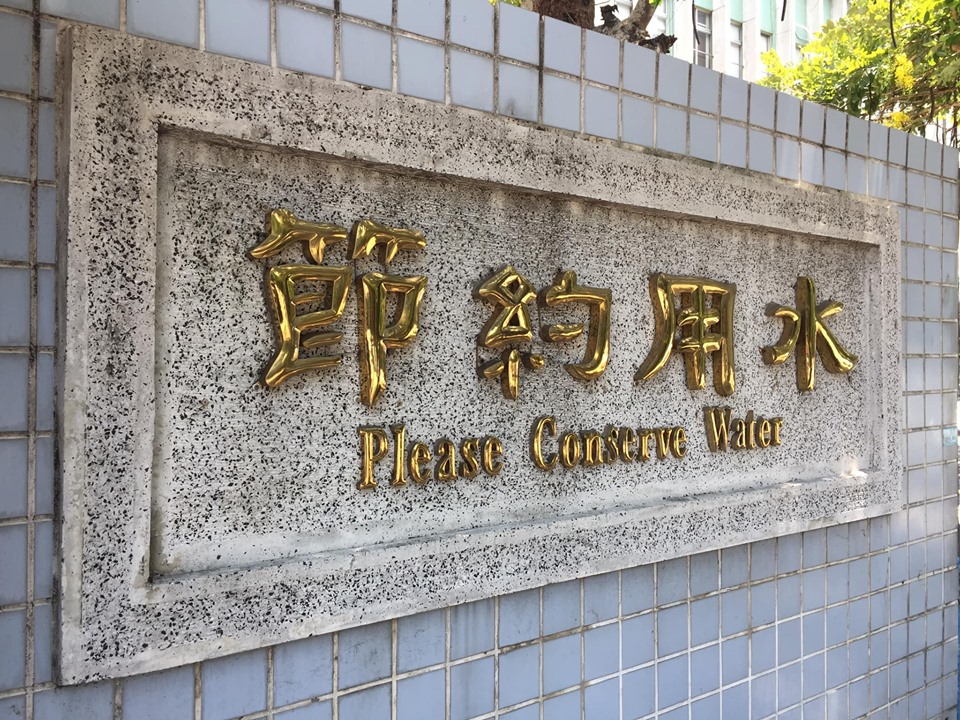 節約用水
Please Conserve Water